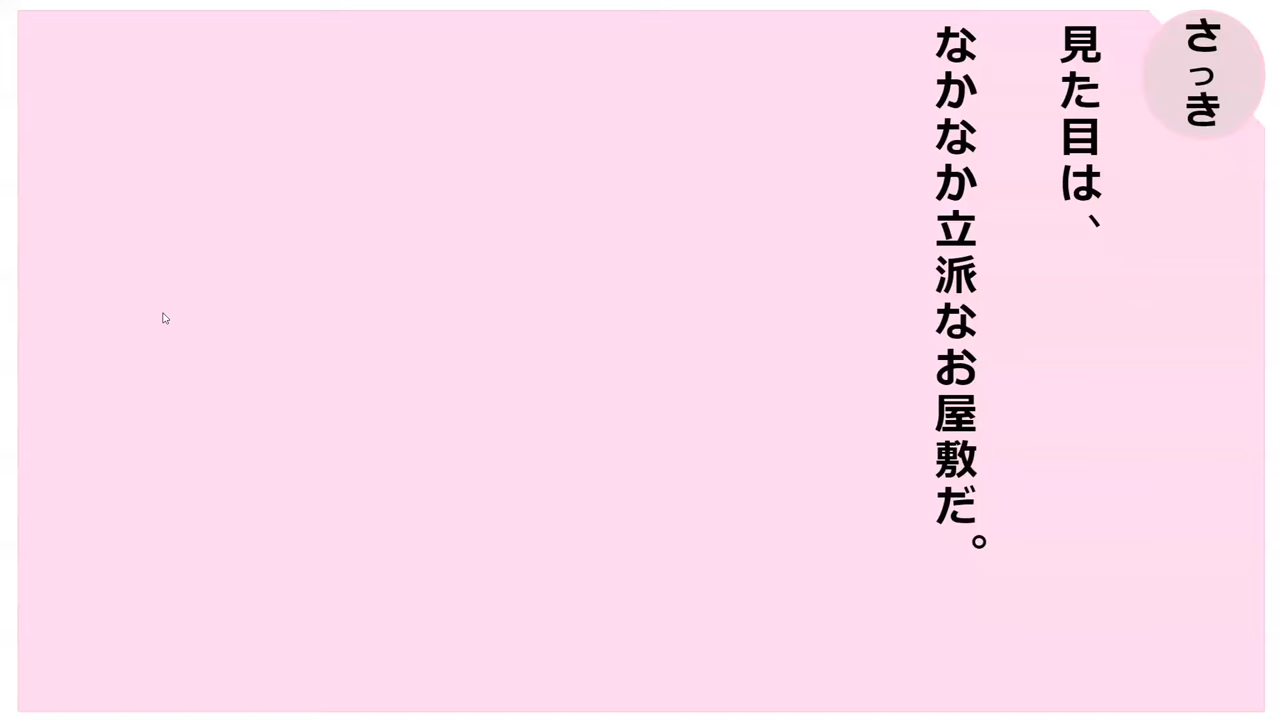 さっき
見た目は、
なかなか立派なお屋敷だ。